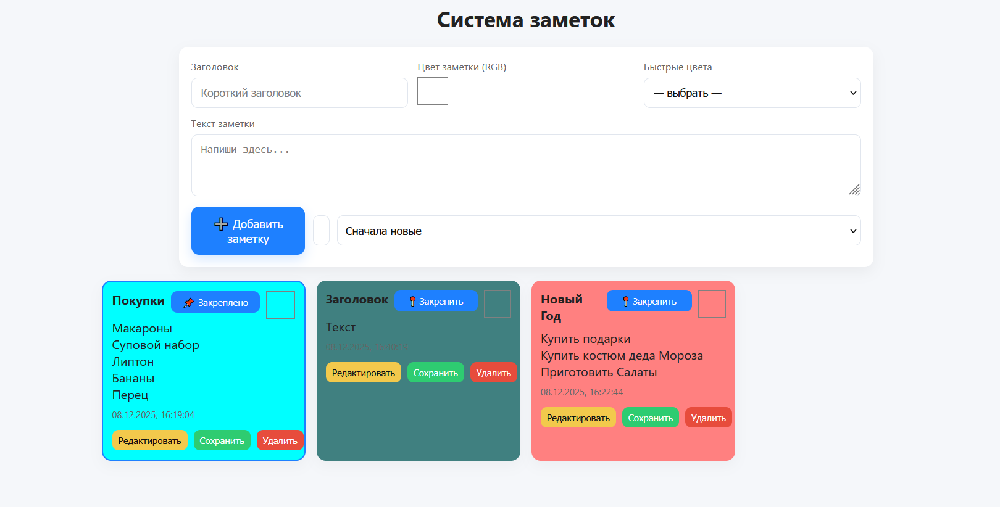 Система заметок
Заголовок
Цвет заметки (RGB)
Быстрые цвета
Короткий заголовок
— выбрать —
Текст заметки
Напиши здесь...
Добавить
заметку
Сначала новые
Покупки
Закреплено
Макароны
Суповой набор
Липтон
Бананы
Перец
08.12.2025, 16:19:04
Редактировать Сохранить Удалить
Заголовок
Закрепить
Текст
08.12.2025, 16:40:19
Редактировать Сохранить Удалить
Новый
Год
Закрепить
Купить подарки
Купить костюм деда Мороза
Приготовить Салаты
08.12.2025, 16:22:44
Редактировать Сохранить Удалить